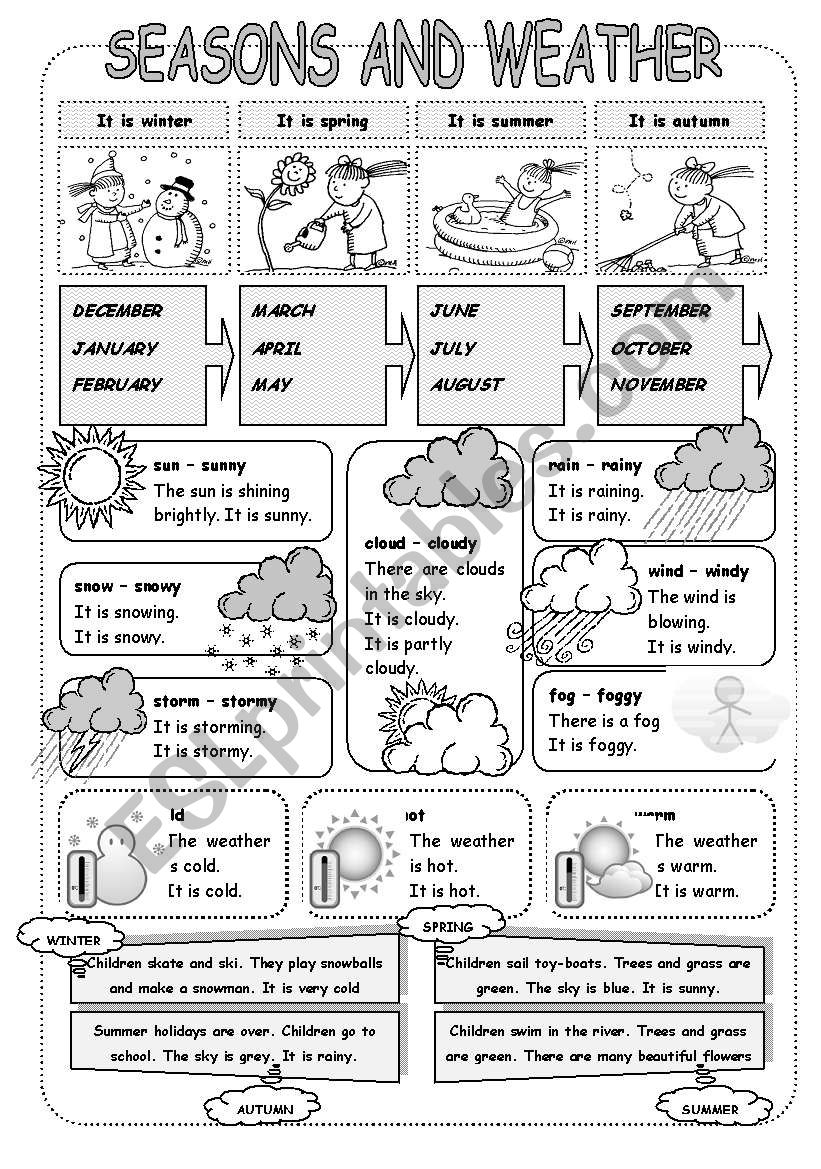 SEASONS AND WEATHER
It is winter
It is spring
It is summer
It is autumn
DECEMBER
JANUARY
FEBRUARY
MARCH
APRIL
MAY
JUNE
JULY
AUGUST
SEPTEMBER
OCTOBER
NOVEMBER
sun – sunny
The sun is shining
brightly. It is sunny.
snow – snowy
It is snowing.
It is snowy.
storm – stormy
It is storming.
It is stormy.
cloud – cloudy
There are clouds
in the sky.
It is cloudy.
It is partly
cloudy.
rain – rainy
It is raining.
It is rainy.
wind – windy
The wind is
blowing.
It is windy.
fog – foggy
There is a fog
It is foggy.
ld
The weather
s cold.
It is cold.
ot
The weather
is hot.
It is hot.
warm
The weather
s warm.
It is warm.
WINTER
Children skate and ski. They play snowballs
and make a snowman. It is very cold
SPRING
Children sail toy-boats. Trees and grass are
green. The sky is blue. It is sunny.
Summer holidays are over. Children go to
school. The sky is grey. It is rainy.
AUTUMN
Children swim in the river. Trees and grass
are green. There are many beautiful flowers
SUMMER
ESLprintables.com